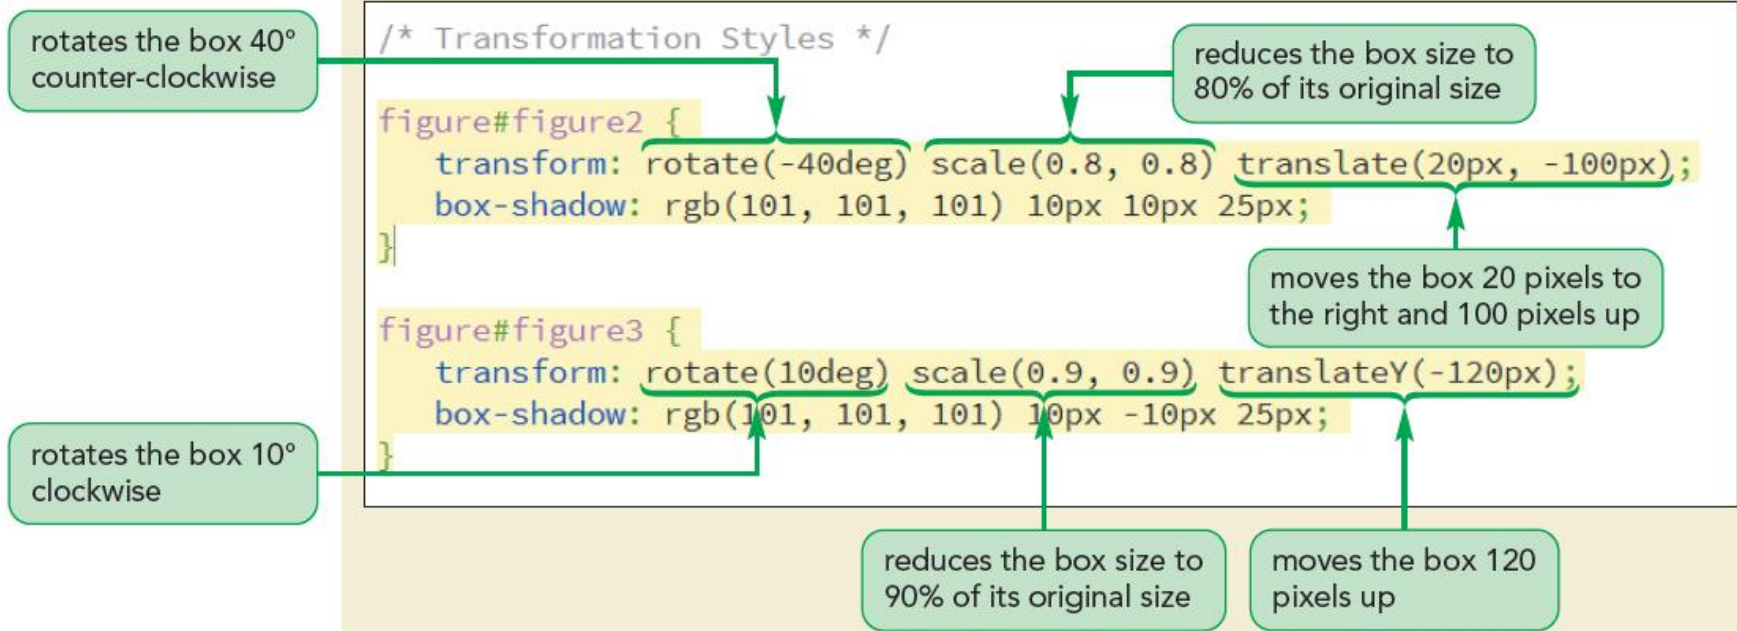 rotates the box 40°
counter-clockwise
/* Transformation Styles */
reduces the box size to
80% of its original size
figure#figure2 {
transform: rotate(-40deg) scale(0.8, 0.8) translate(20px, -100px);
box-shadow: rgb(101, 101, 101) 10px 10px 25px;
}
moves the box 20 pixels to
the right and 100 pixels up
figure#figure3 {
transform: rotate(10deg) scale(0.9, 0.9) translateY(-120px);
box-shadow: rgb(101, 101, 101) 10px -10px 25px;
}
rotates the box 10°
clockwise
reduces the box size to
90% of its original size
moves the box 120
pixels up